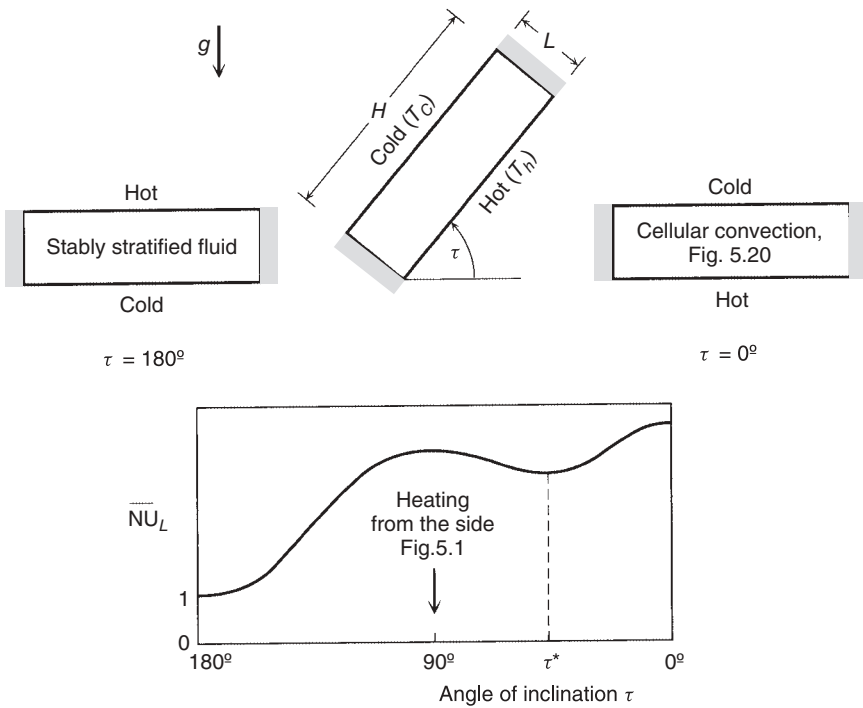 g
H
L
Cold (T_C)
Hot (T_h)
τ
Hot
Stably stratified fluid
Cold
τ = 180º
Cold
Cellular convection,
Fig. 5.20
Hot
τ = 0º
NU_L
1
0
Heating
from the side
Fig.5.1
180º
90º
τ*
0º
Angle of inclination τ